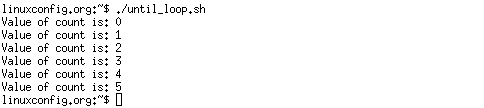 linuxconfig.org:~$ ./until_loop.sh
Value of count is: 0
Value of count is: 1
Value of count is: 2
Value of count is: 3
Value of count is: 4
Value of count is: 5
linuxconfig.org:~$